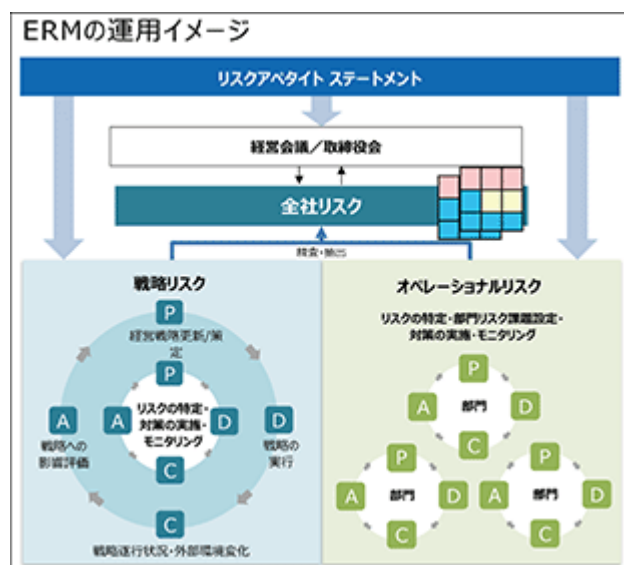 ERMの運用イメージ
リスクアペタイト ステートメント
経営会議／取締役会
全社リスク
精査・抽出
戦略リスク
P
経営戦略更新/策
定
P
A
リスクの特定・
対策の実施・
モニタリング
D
C
A
戦略への
影響評価
D
戦略の
実行
C
戦略遂行状況・外部環境変化
オペレーショナルリスク
リスクの特定・部門リスク課題設定・
対策の実施・モニタリング
P
A
部門
D
C
P
A
部門
D
C
P
A
部門
D
C